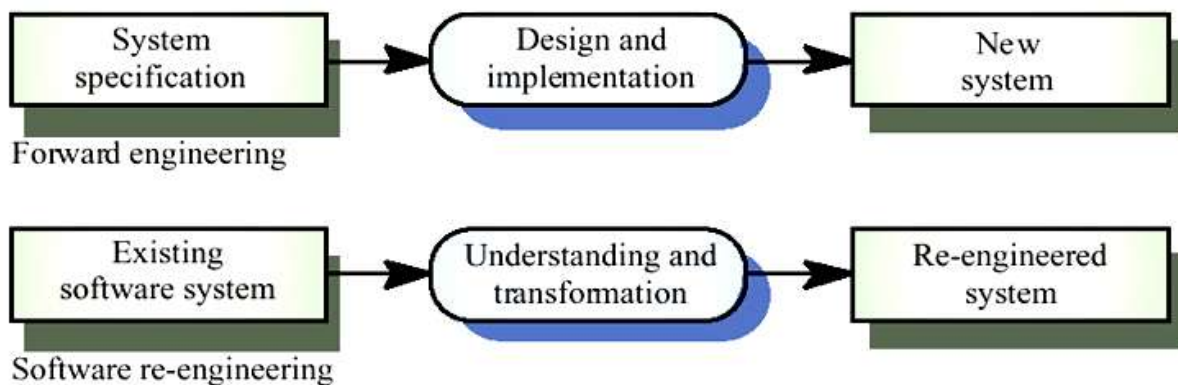 System
specification
Design and
implementation
New
system
Forward engineering
Existing
software system
Understanding and
transformation
Re-engineered
system
Software re-engineering